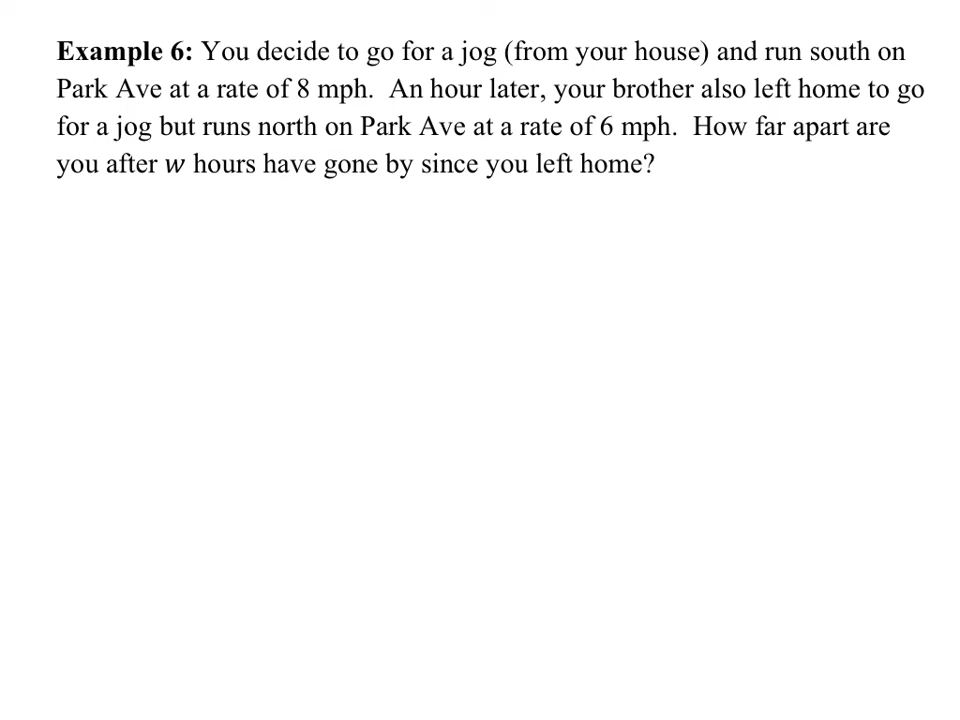 Example 6: You decide to go for a jog (from your house) and run south on
Park Ave at a rate of 8 mph.  An hour later, your brother also left home to go
for a jog but runs north on Park Ave at a rate of 6 mph.  How far apart are
you after w hours have gone by since you left home?